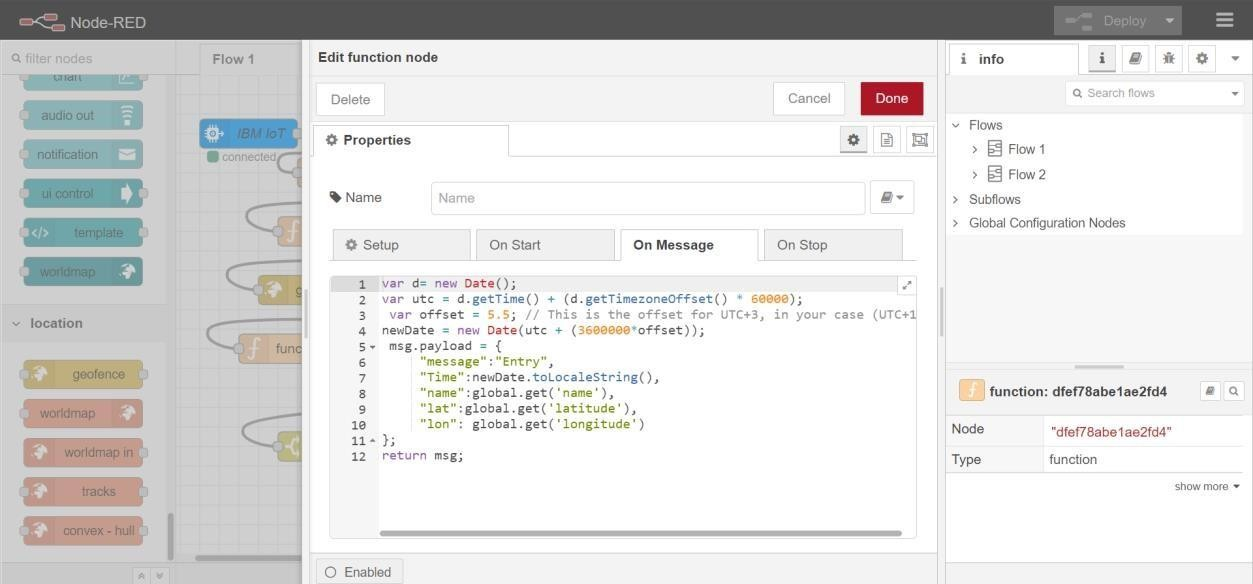 Node-RED
Deploy
filter nodes
Flow 1
Edit function node
info
chart
Delete
Cancel
Done
Search flows
audio out
IBM IoT
connected
Properties
Flows
Flow 1
Flow 2
Subflows
Global Configuration Nodes
notification
ui control
Name
Name
template
Setup
On Start
On Message
On Stop
worldmap
location
func
geofence
worldmap
worldmap in
tracks
convex - hull
1 var d= new Date();
2 var utc = d.getTime() + (d.getTimezoneOffset() * 60000);
3 var offset = 5.5; // This is the offset for UTC+3, in your case (UTC+1
4 newDate = new Date(utc + (3600000*offset));
5 msg.payload = {
6 "message":"Entry",
7 "Time":newDate.toLocaleString(),
8 "name":global.get('name'),
9 "lat":global.get('latitude'),
10 "lon": global.get('longitude')
11 };
12 return msg;
function: dfef78abe1ae2fd4
Node "dfef78abe1ae2fd4"
Type function
show more
Enabled